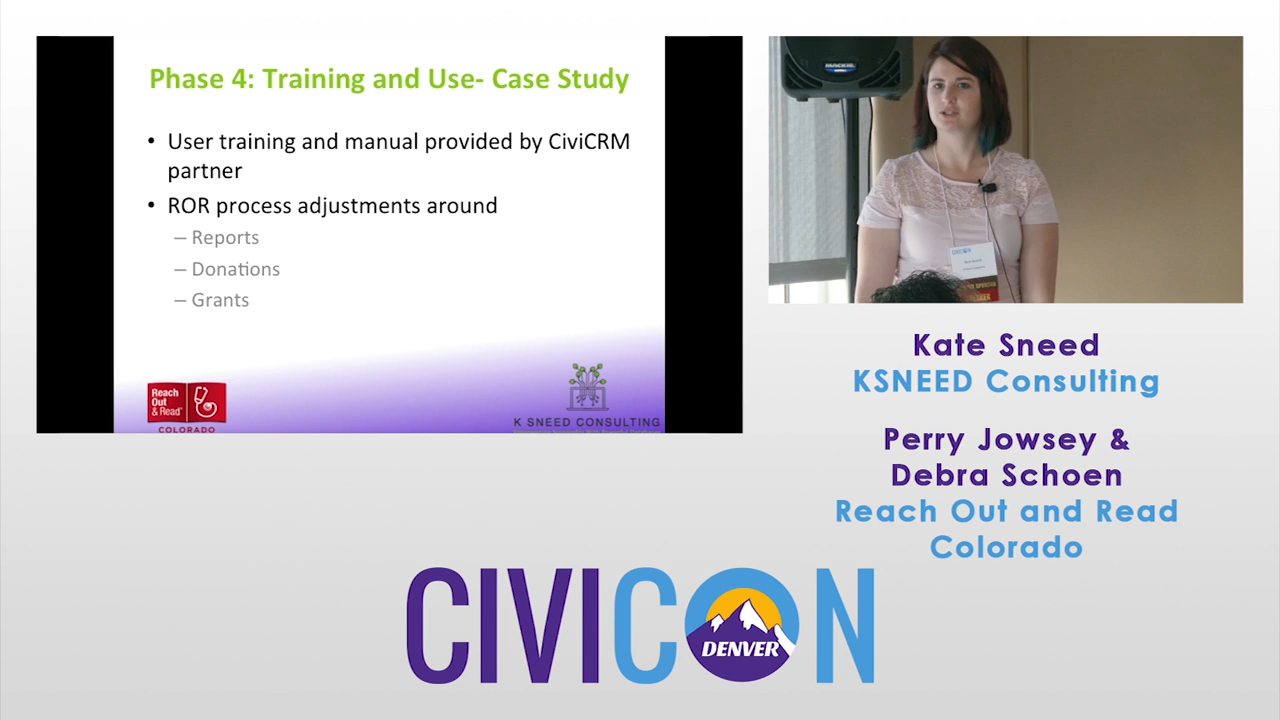 Phase 4: Training and Use- Case Study
• User training and manual provided by CiviCRM
partner
• ROR process adjustments around
– Reports
– Donations
– Grants
Reach
Out
& Read
COLORADO
K SNEED CONSULTING
MACKIE
CIVICON
Kate Sneed
KSNEED Consulting
Perry Jowsey &
Debra Schoen
Reach Out and Read
Colorado
CIVICON
DENVER